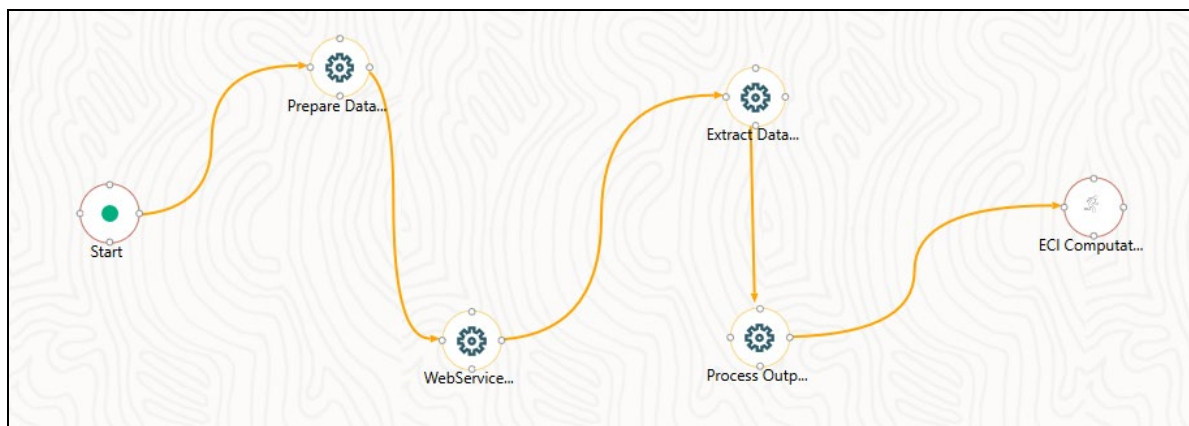 Start
Prepare Data...
WebService...
Extract Data...
Process Outp...
ECI Computat...